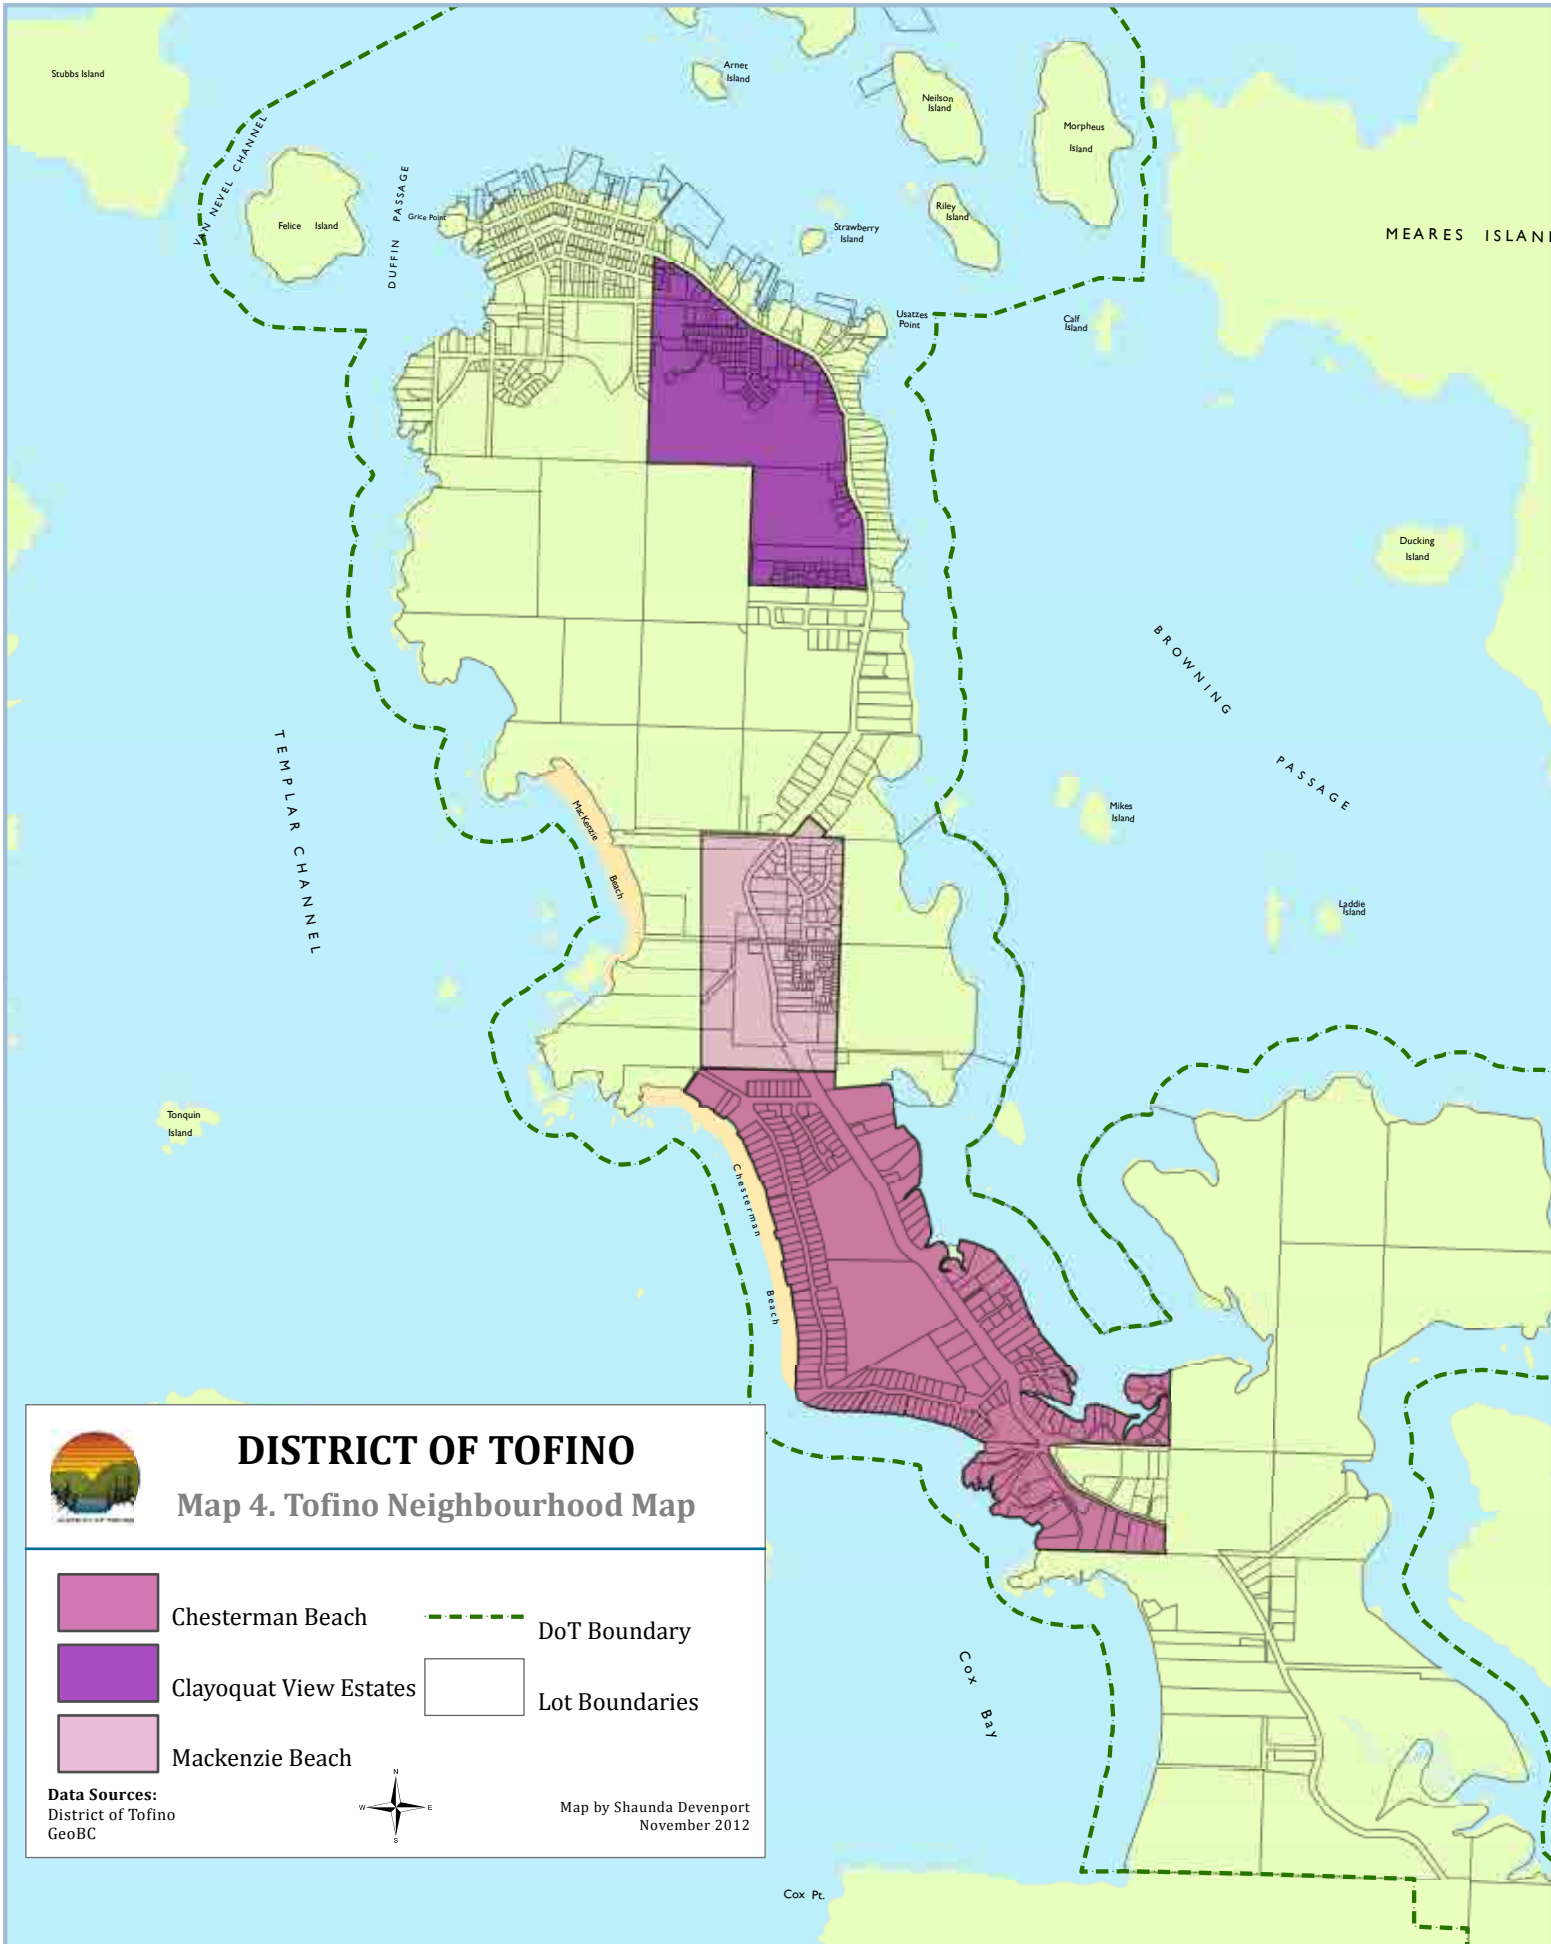 Stubbs Island
Arnet
Island
Neilson
Island
Morpheus
Island
VAN NEVEL CHANNEL
DUFFIN PASSAGE
Grice Point
Felice Island
Riley
Island
Strawberry
Island
MEARES ISLAN
Usatzes
Point
Calf
Island
Ducking
Island
BROWNING
PASSAGE
TEMPLAR CHANNEL
MacKenzie
Beach
Mikes
Island
Laddie
Island
Tonquin
Island
Chesterman
Beach
DISTRICT OF TOFINO
Map 4. Tofino Neighbourhood Map
DISTRICT OF TOFINO
Chesterman Beach
DoT Boundary
Clayoquat View Estates
Lot Boundaries
Mackenzie Beach
Data Sources:
District of Tofino
GeoBC
N
W E
S
Map by Shaunda Devenport
November 2012
Cox Bay
Cox Pt.